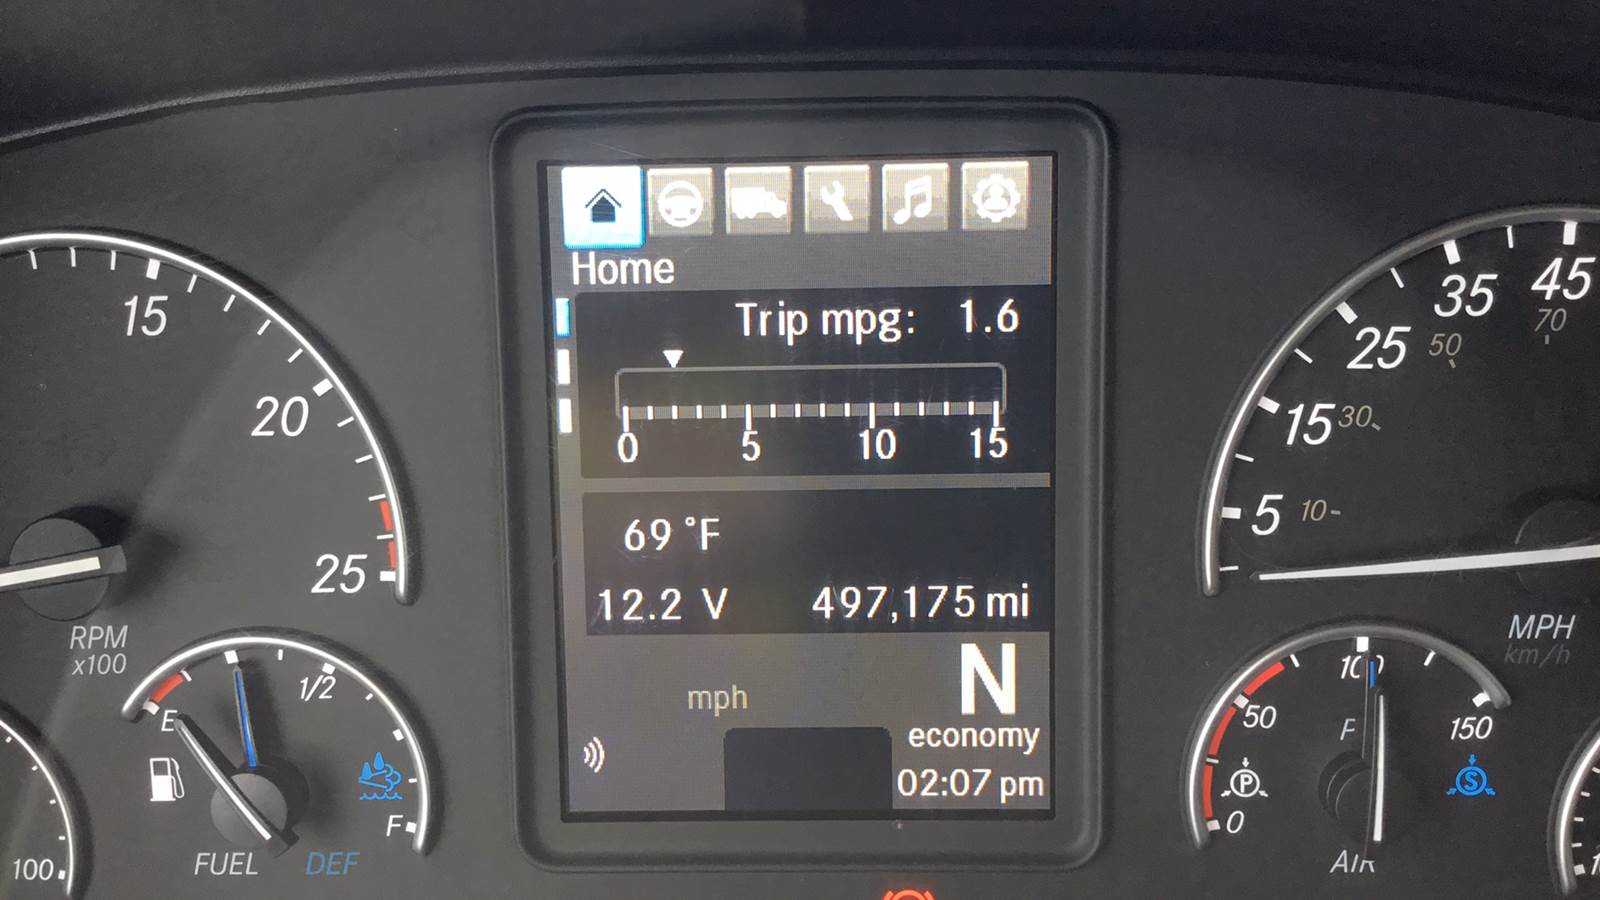 Home
Trip mpg: 1.6
0 5 10 15
69 °F
12.2 V 497,175 mi
mph
N
economy
02:07 pm
15
20
25
RPM
x100
E
1/2
F
FUEL DEF
100
5
15
25
35
45
10
30
50
70
MPH
km/h
0
50
100
150
P
AIR
P
S